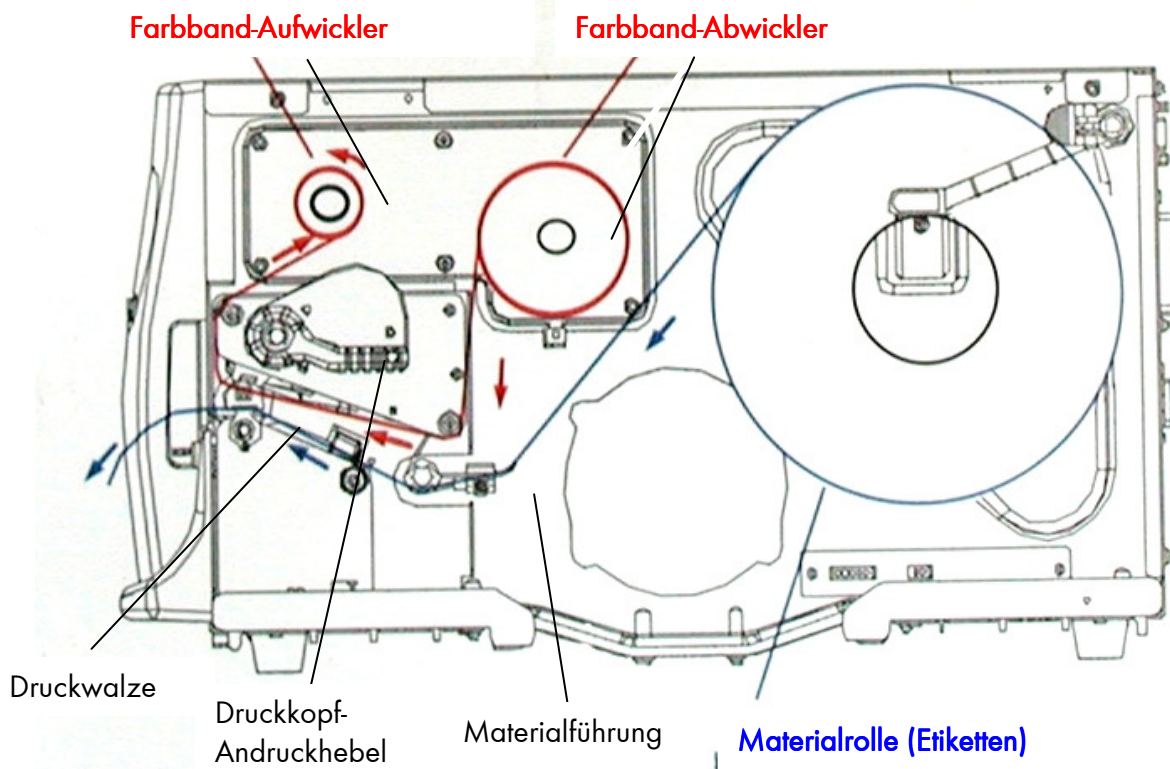 Farbband-Aufwickler
Farbband-Abwickler
Druckwalze
Druckkopf-
Andruckhebel
Materialführung
Materialrolle (Etiketten)